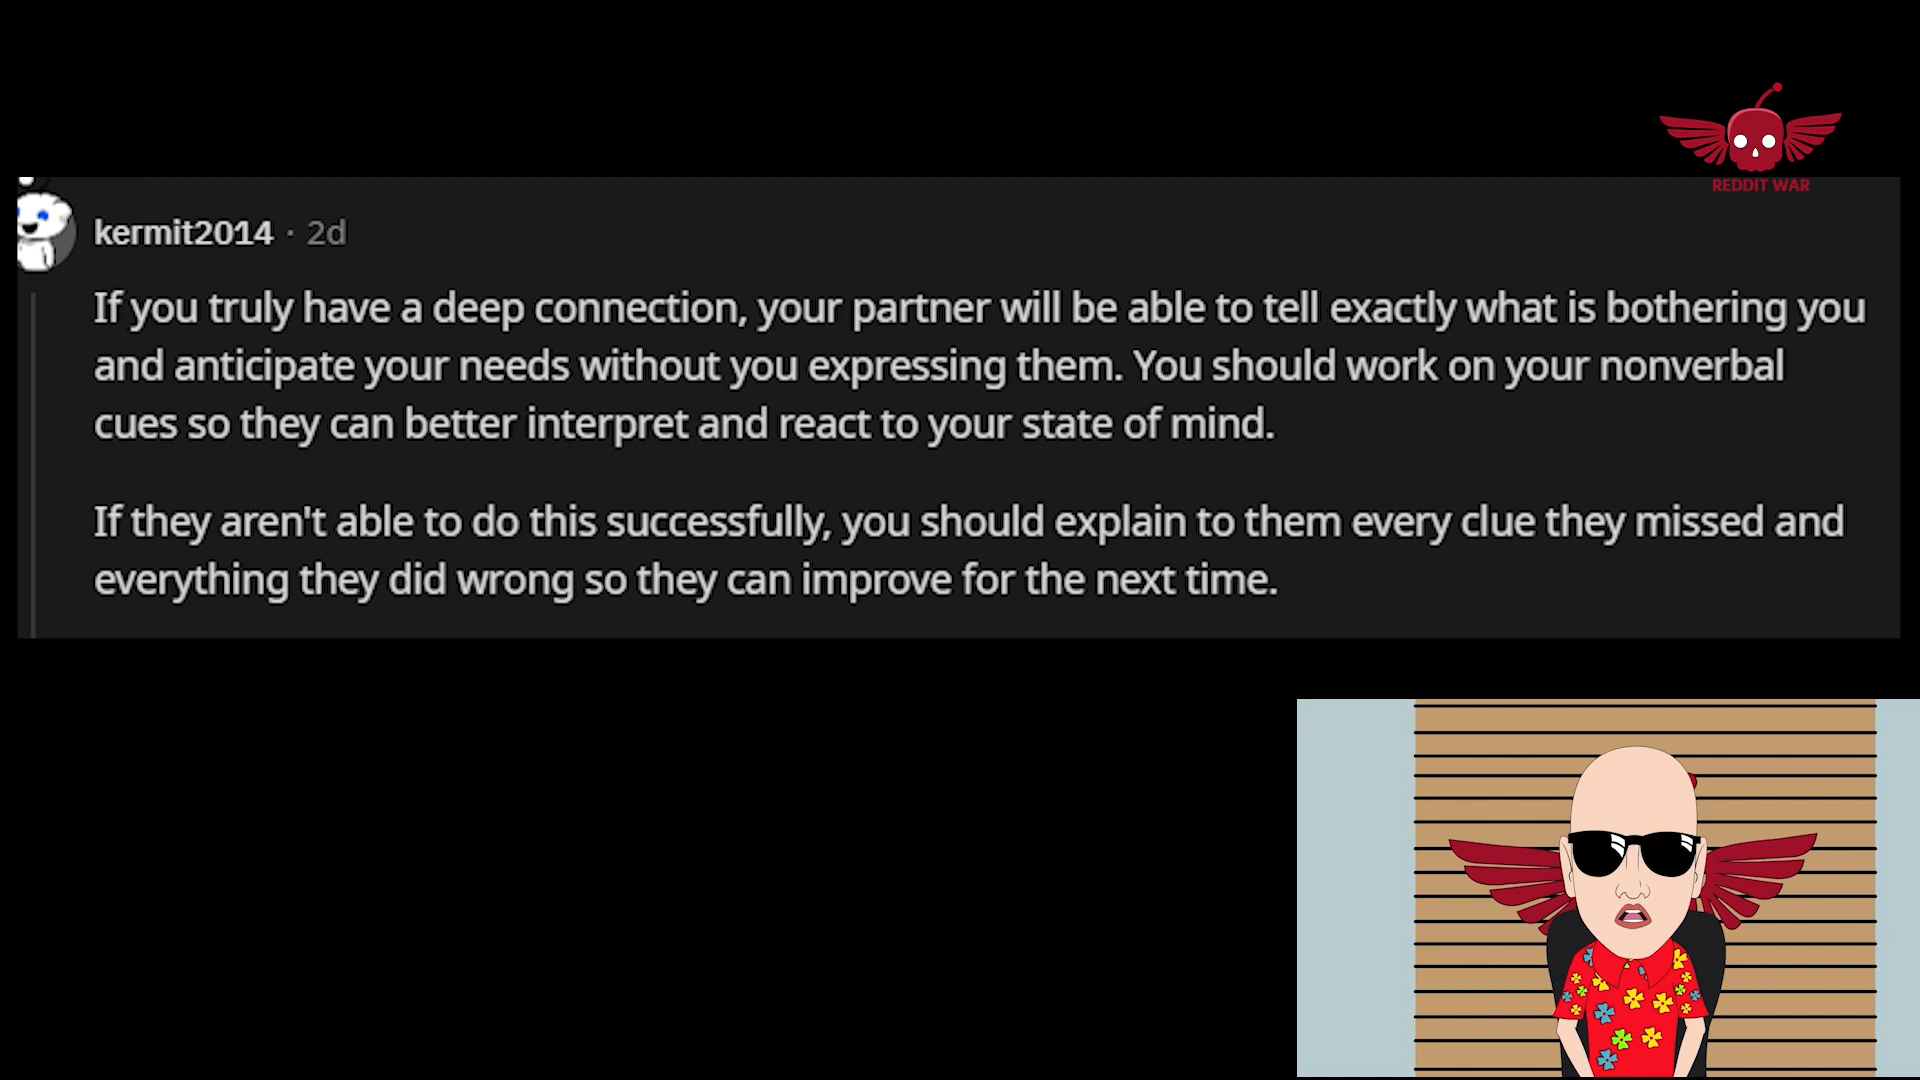 REDDIT WAR
kermit2014 · 2d
If you truly have a deep connection, your partner will be able to tell exactly what is bothering you
and anticipate your needs without you expressing them. You should work on your nonverbal
cues so they can better interpret and react to your state of mind.
If they aren't able to do this successfully, you should explain to them every clue they missed and
everything they did wrong so they can improve for the next time.